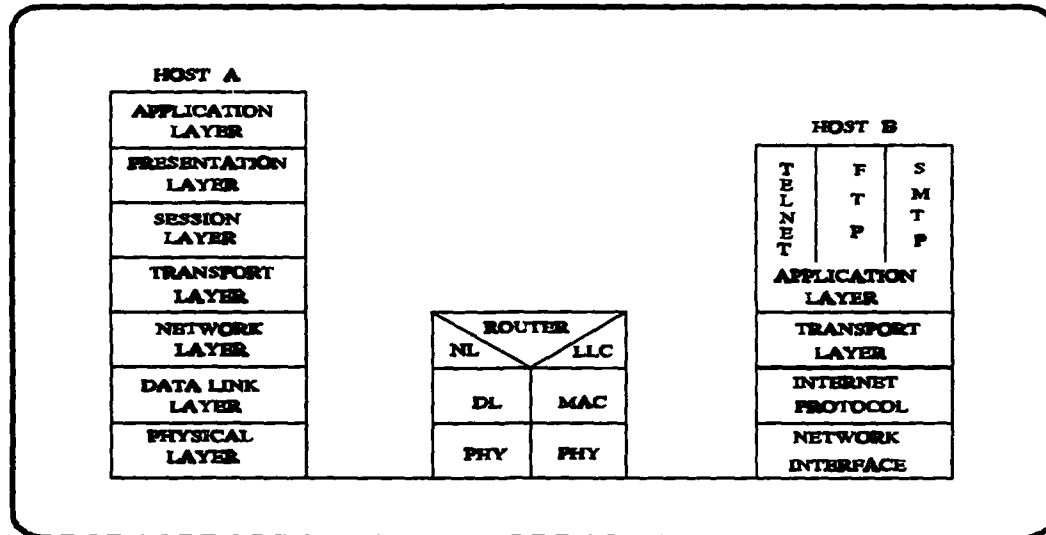 HOST A
APPLICATION
LAYER
PRESENTATION
LAYER
SESSION
LAYER
TRANSPORT
LAYER
NETWORK
LAYER
DATA LINK
LAYER
PHYSICAL
LAYER
ROUTER
NL
LLC
DL
MAC
PHY
PHY
HOST B
TELNET
FTP
SMTP
APPLICATION
LAYER
TRANSPORT
LAYER
INTERNET
PROTOCOL
NETWORK
INTERFACE